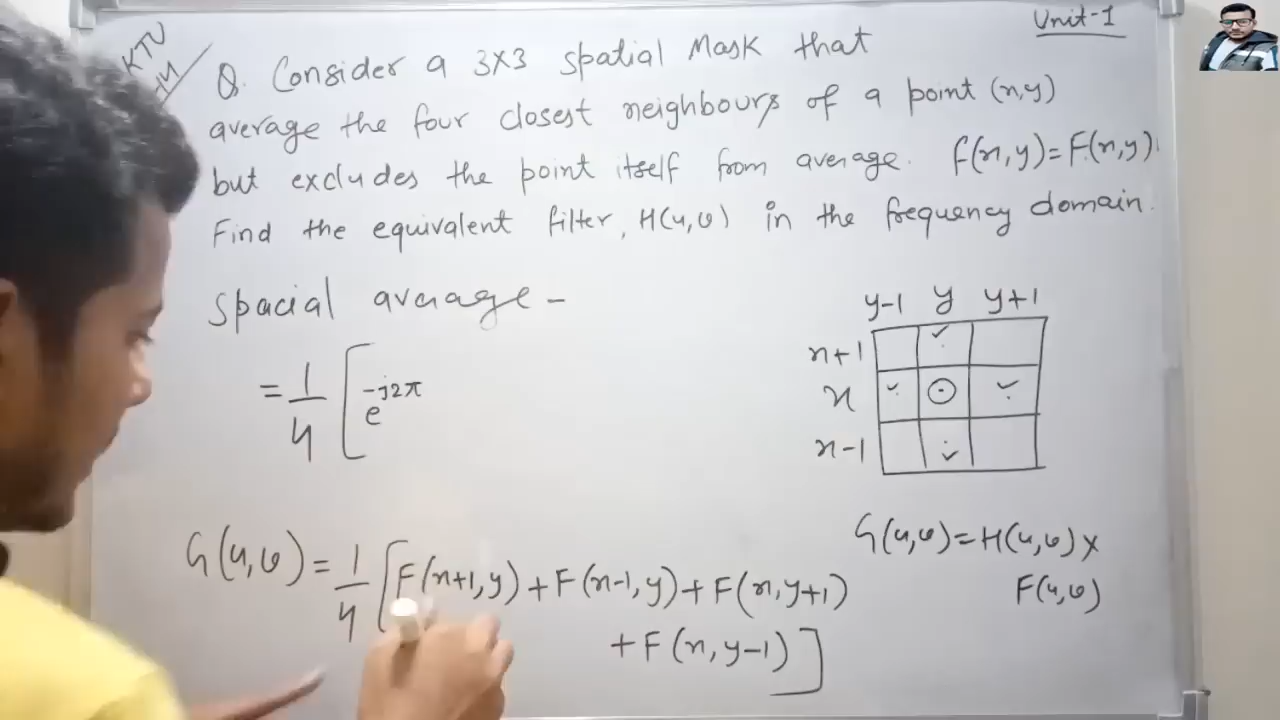 Unit-1
KTU
Q. Consider a 3x3 spatial Mask that
average the four closest neighbours of a point (x,y)
but excludes the point itself from average. f(x,y)=F(x,y)
Find the equivalent filter, H(u,v) in the frequency domain.
Spacial average -
= 1/4 [ e^-j2π
y-1 y y+1
x+1
x
x-1
G(u,v) = 1/4 [F(x+1,y) + F(x-1,y) + F(x,y+1)
+ F(x,y-1)]
G(u,v)=H(u,v)x
F(u,v)